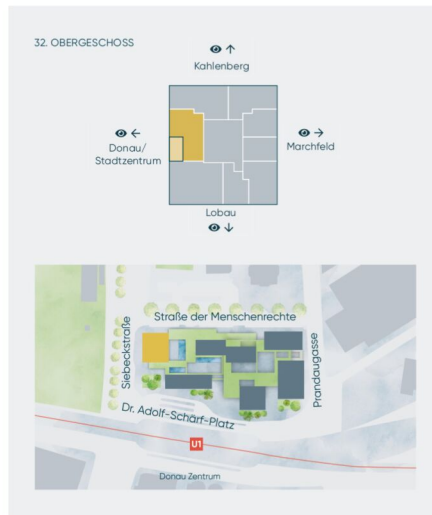 32. OBERGESCHOSS
Kahlenberg
Donau/
Stadtzentrum
Marchfeld
Lobau
Straße der Menschenrechte
Siebeckstraße
Prandaugasse
Dr. Adolf-Schärf-Platz
U1
Donau Zentrum